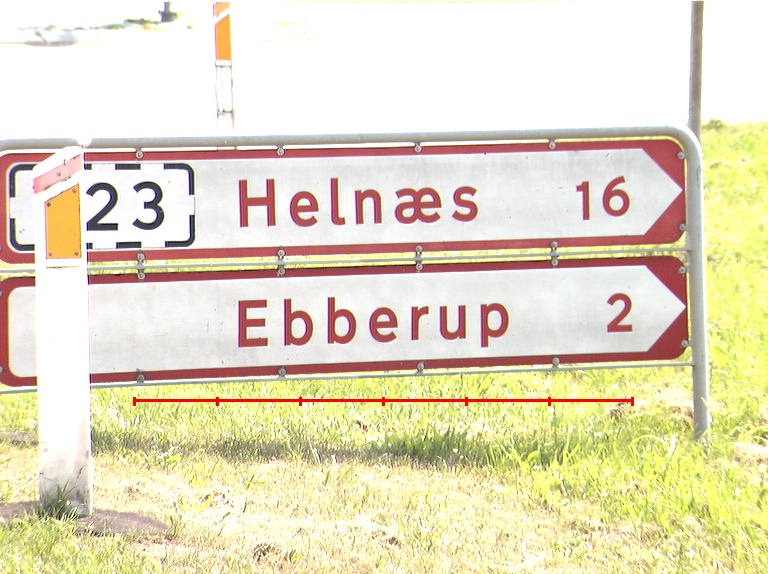 23 Helnæs 16
Ebberup 2